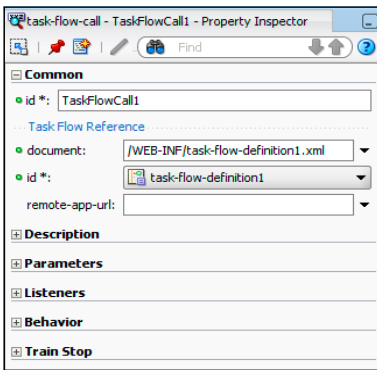 task-flow-call - TaskFlowCall1 - Property Inspector
Find
Common
id *: TaskFlowCall1
Task Flow Reference
document: /WEB-INF/task-flow-definition1.xml
id *: task-flow-definition1
remote-app-url:
Description
Parameters
Listeners
Behavior
Train Stop